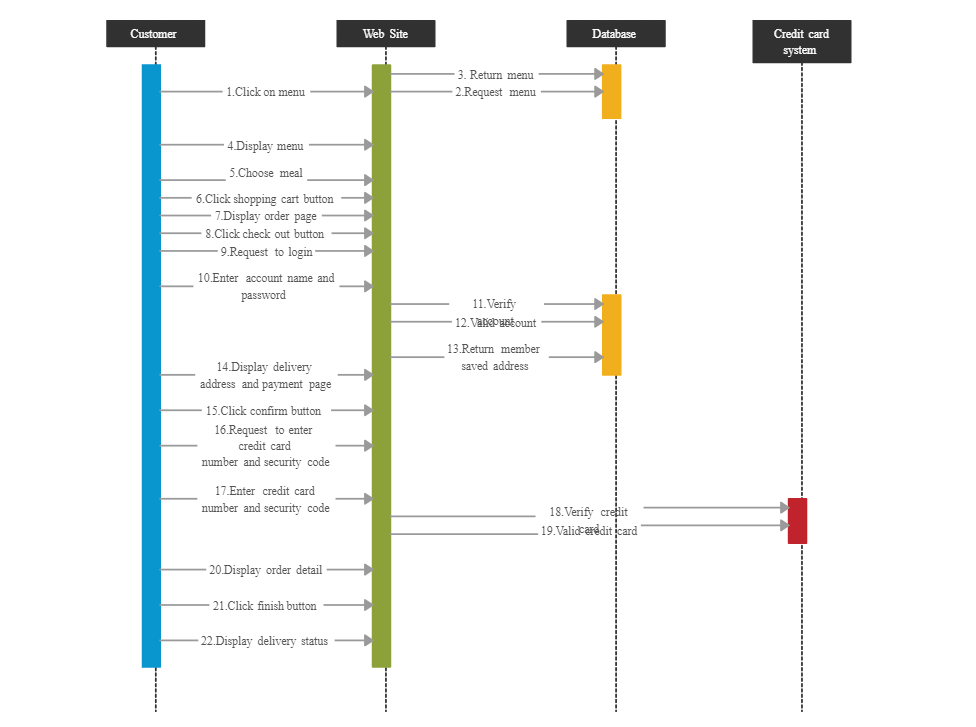 Customer
Web Site
Database
Credit card
system
3. Return menu
1.Click on menu
2.Request menu
4.Display menu
5.Choose meal
6.Click shopping cart button
7.Display order page
8.Click check out button
9.Request to login
10.Enter account name and
password
11.Verify
account
12.Valid account
13.Return member
saved address
14.Display delivery
address and payment page
15.Click confirm button
16.Request to enter
credit card
number and security code
17.Enter credit card
number and security code
18.Verify credit
card
19.Valid credit card
20.Display order detail
21.Click finish button
22.Display delivery status